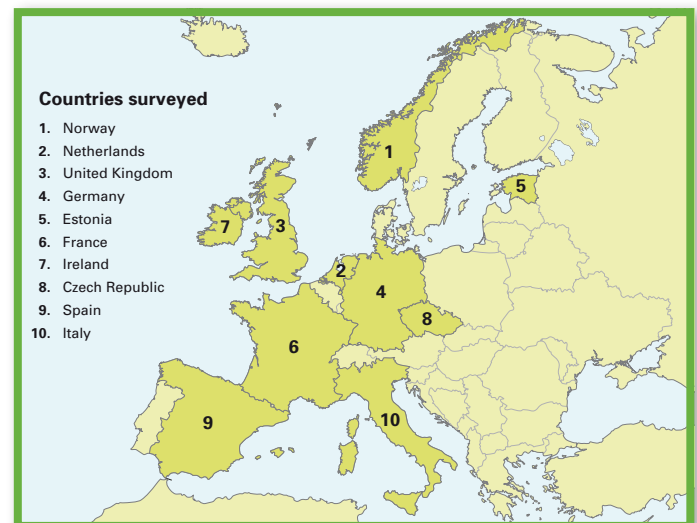 Countries surveyed
1. Norway
2. Netherlands
3. United Kingdom
4. Germany
5. Estonia
6. France
7. Ireland
8. Czech Republic
9. Spain
10. Italy
1
5
7
3
2
4
8
6
10
9